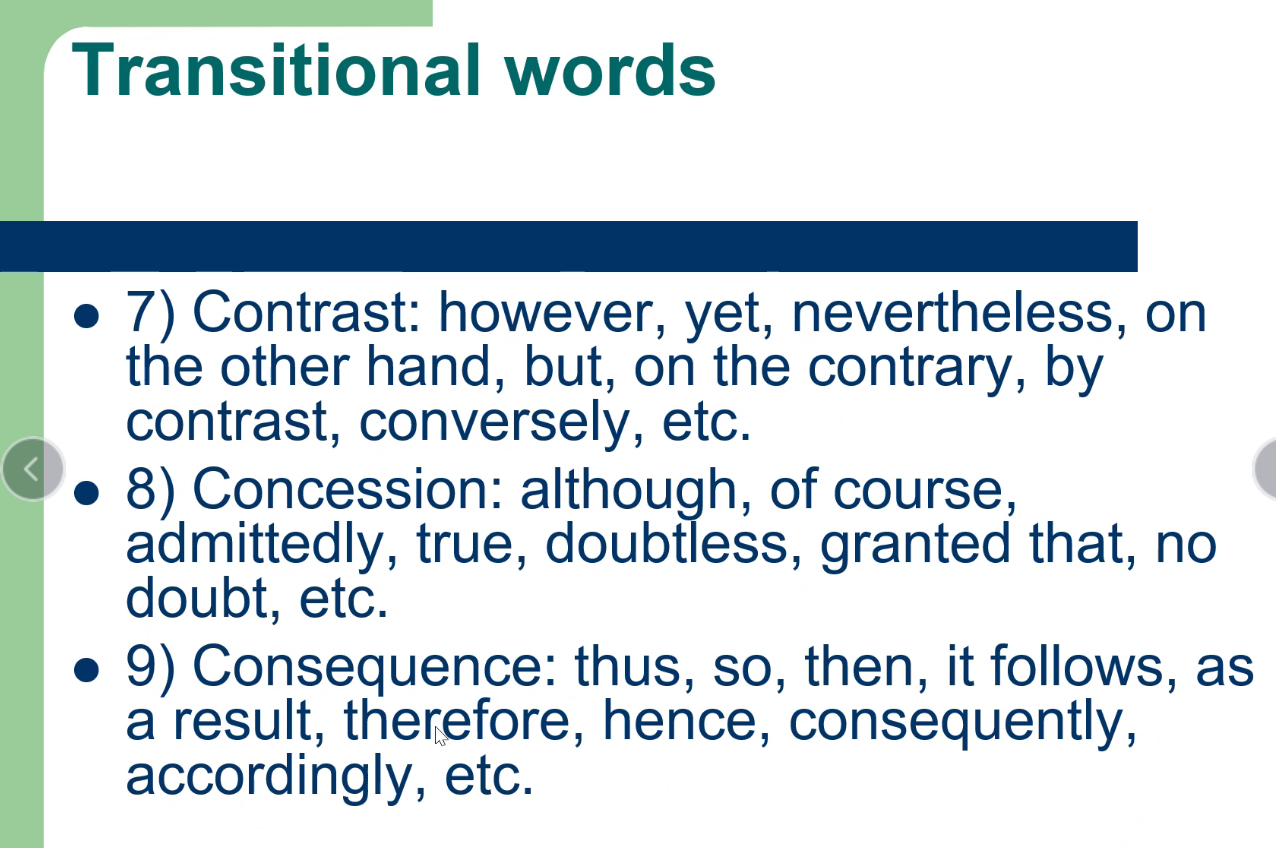 Transitional words
7) Contrast: however, yet, nevertheless, on
the other hand, but, on the contrary, by
contrast, conversely, etc.
8) Concession: although, of course,
admittedly, true, doubtless, granted that, no
doubt, etc.
9) Consequence: thus, so, then, it follows, as
a result, therefore, hence, consequently,
accordingly, etc.